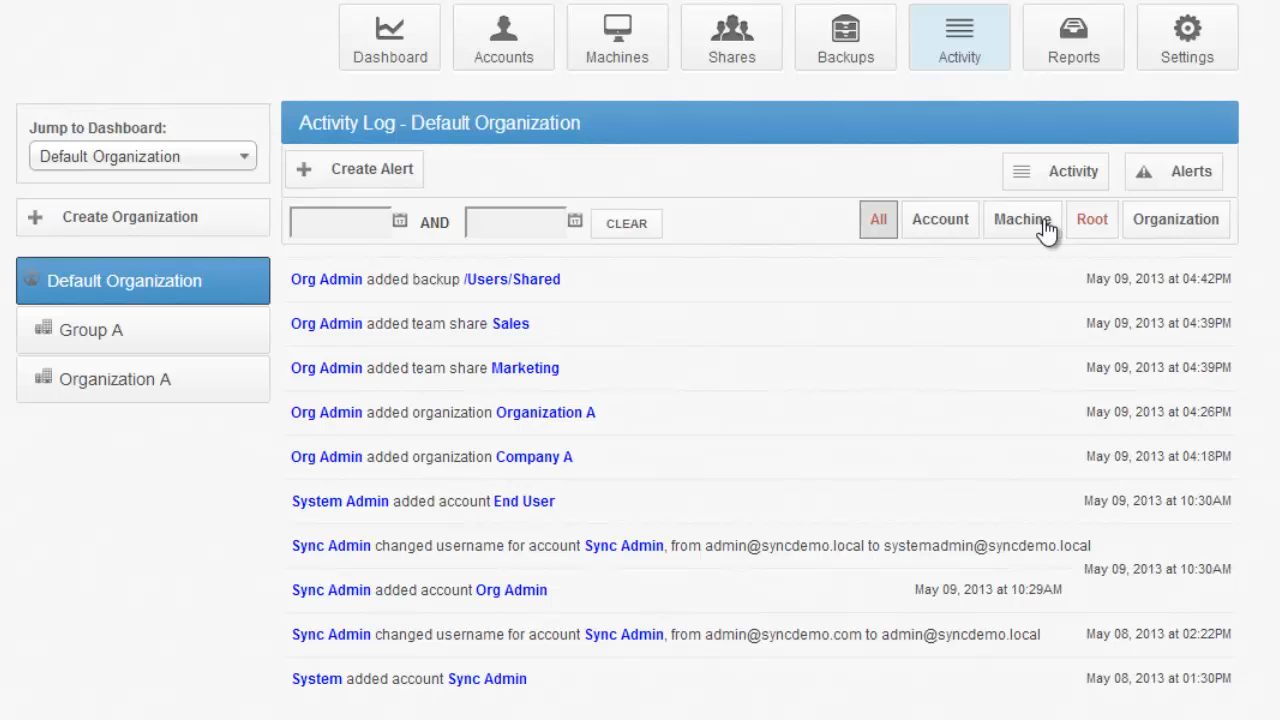 Dashboard
Accounts
Machines
Shares
Backups
Activity
Reports
Settings
Jump to Dashboard:
Default Organization
Create Organization
Default Organization
Group A
Organization A
Activity Log - Default Organization
Create Alert
Activity
Alerts
AND
CLEAR
All
Account
Machine
Root
Organization
Org Admin added backup /Users/Shared May 09, 2013 at 04:42PM
Org Admin added team share Sales May 09, 2013 at 04:39PM
Org Admin added team share Marketing May 09, 2013 at 04:39PM
Org Admin added organization Organization A May 09, 2013 at 04:26PM
Org Admin added organization Company A May 09, 2013 at 04:18PM
System Admin added account End User May 09, 2013 at 10:30AM
Sync Admin changed username for account Sync Admin, from admin@syncdemo.local to systemadmin@syncdemo.local
May 09, 2013 at 10:30AM
Sync Admin added account Org Admin May 09, 2013 at 10:29AM
Sync Admin changed username for account Sync Admin, from admin@syncdemo.com to admin@syncdemo.local May 08, 2013 at 02:22PM
System added account Sync Admin May 08, 2013 at 01:30PM